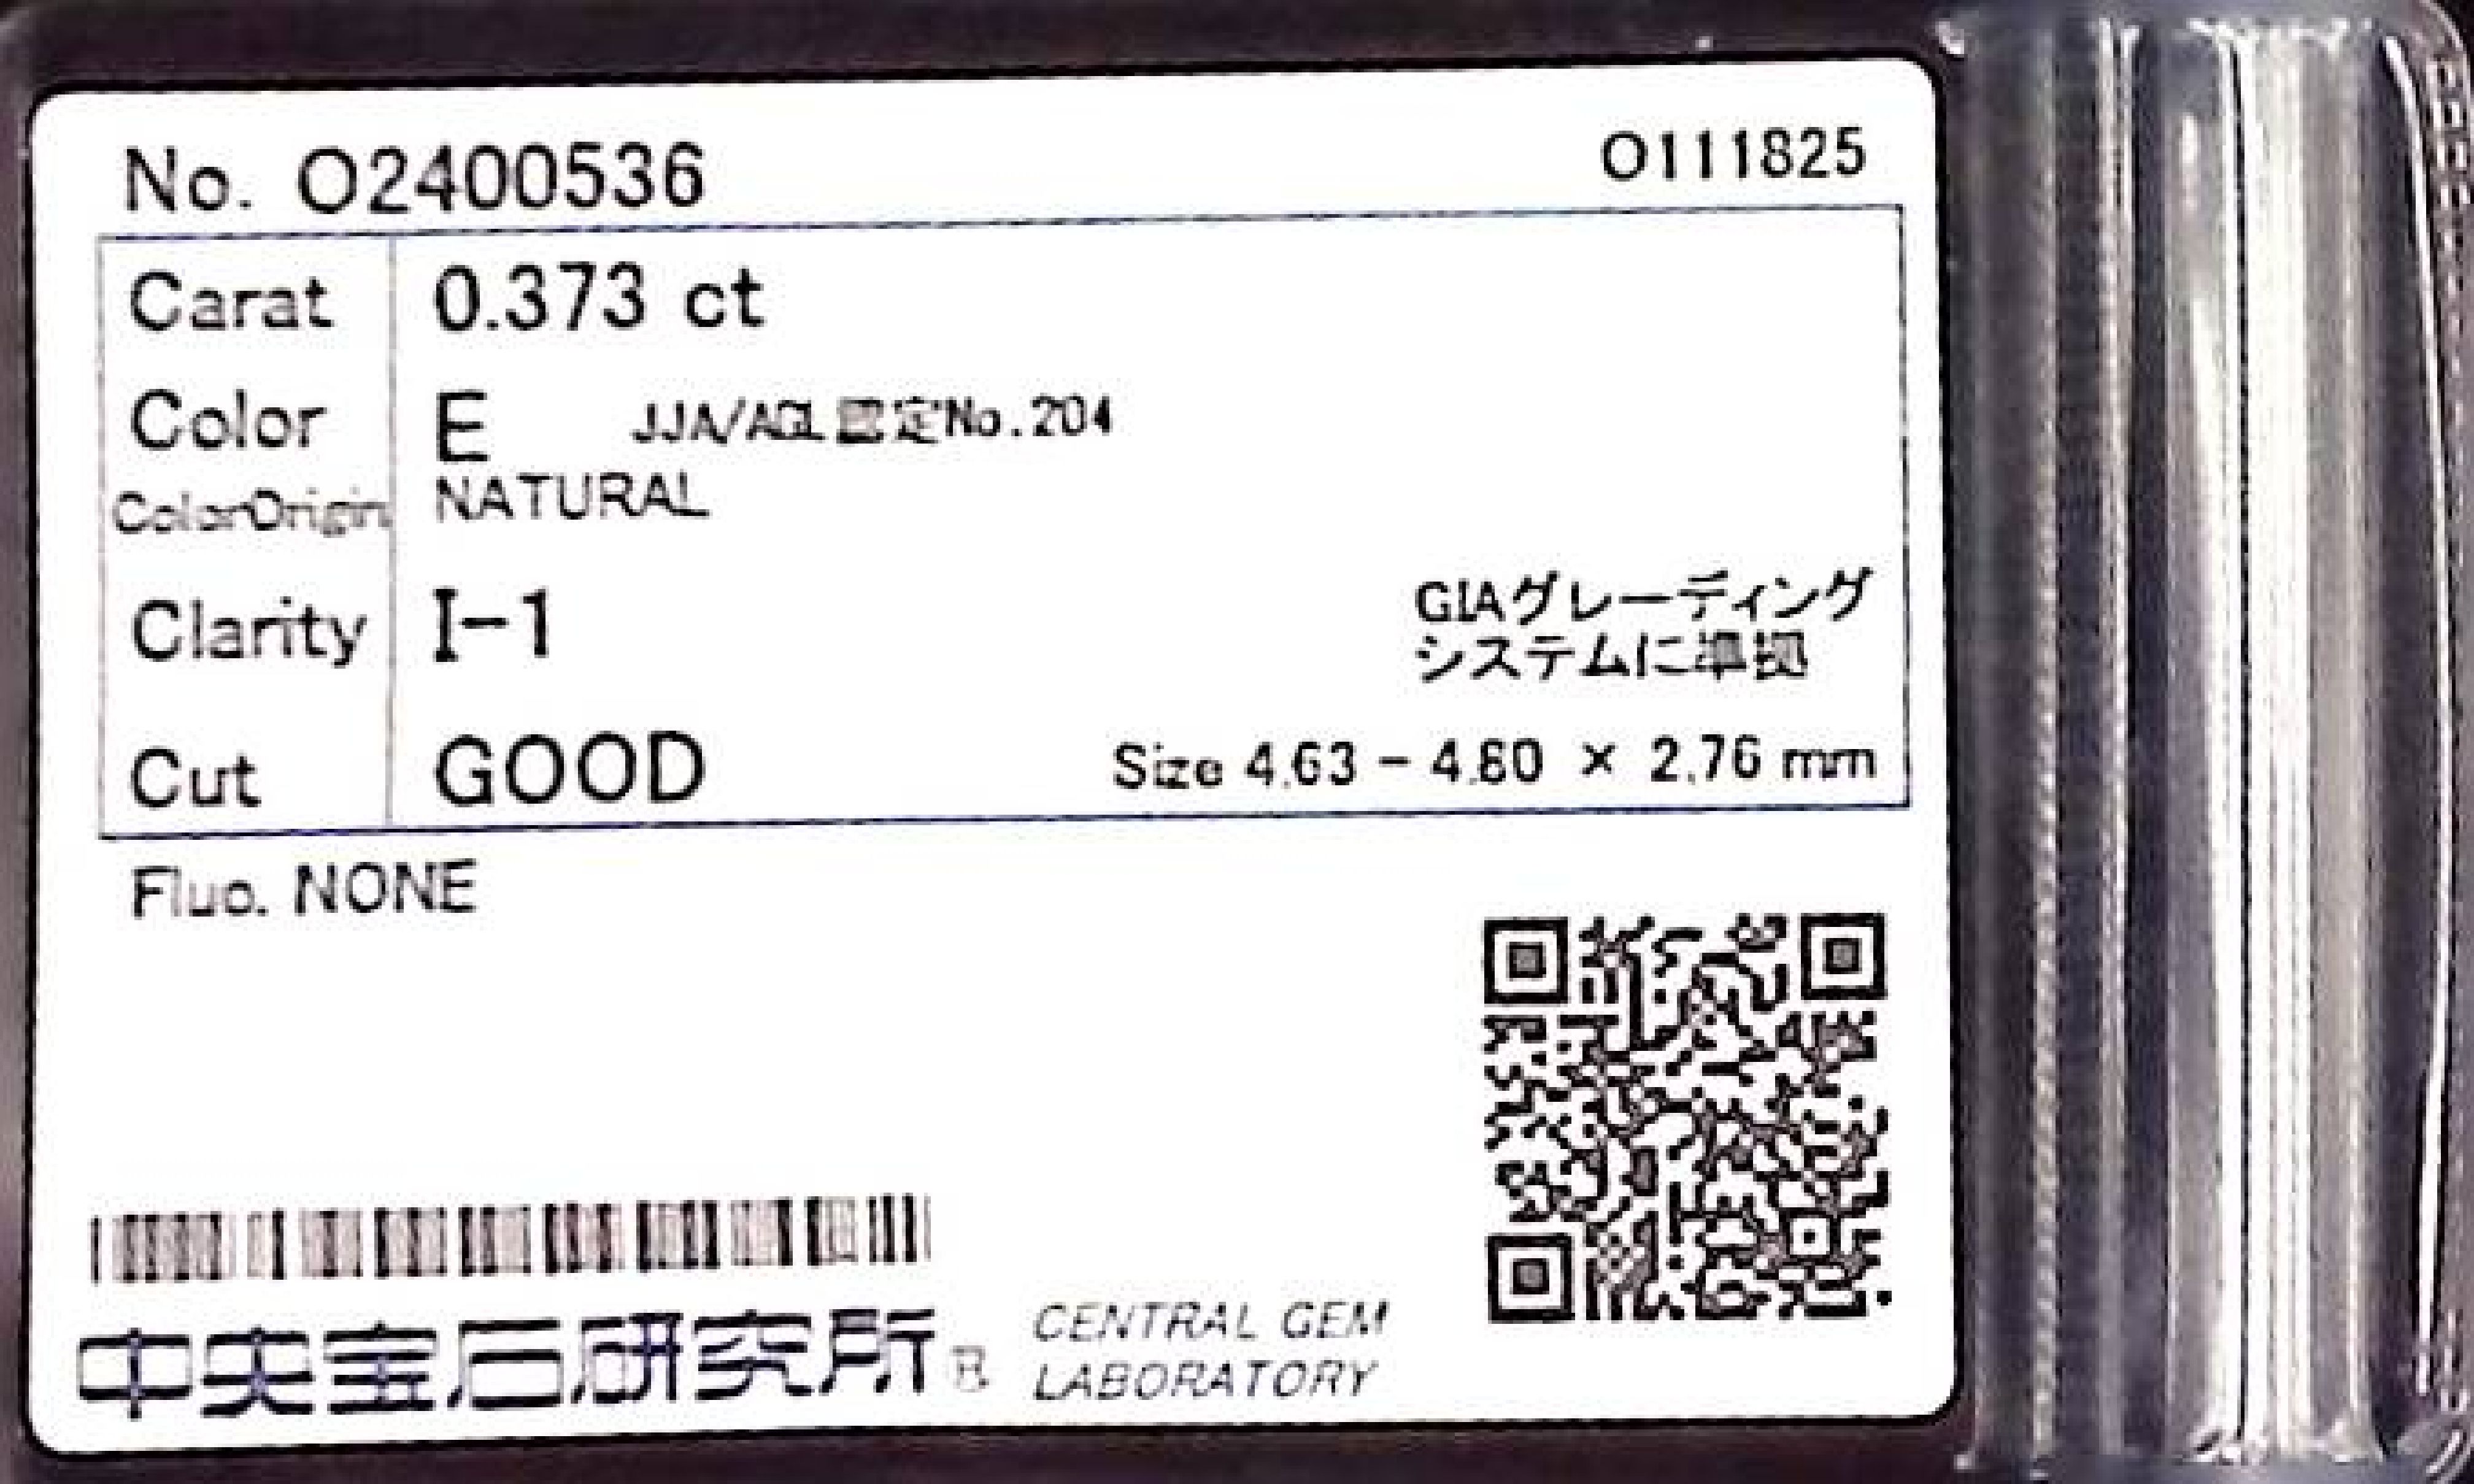 No. O2400536
O111825
Carat 0.373 ct
Color E JJA/AGL認定No.204
ColorOrigin NATURAL
Clarity I-1
GIAグレーディング
システムに準拠
Cut GOOD
Size 4.63 - 4.80 × 2.76 mm
Fluo. NONE
中央宝石研究所®
CENTRAL GEM
LABORATORY